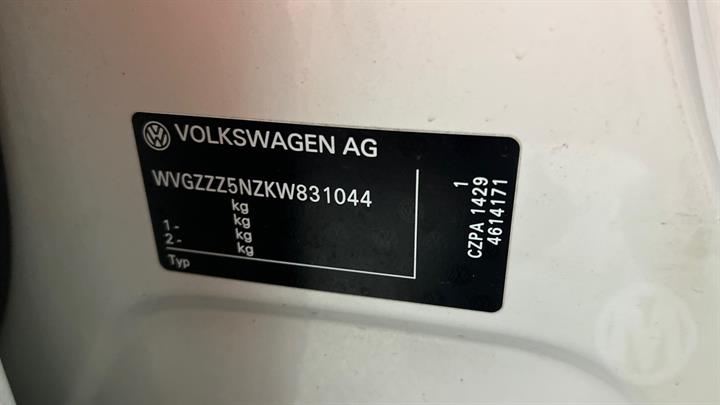 VOLKSWAGEN AG
WVGZZZ5NZKW831044
kg
kg
1- kg
2- kg
Typ
1
CZPA 1429
4614171
M